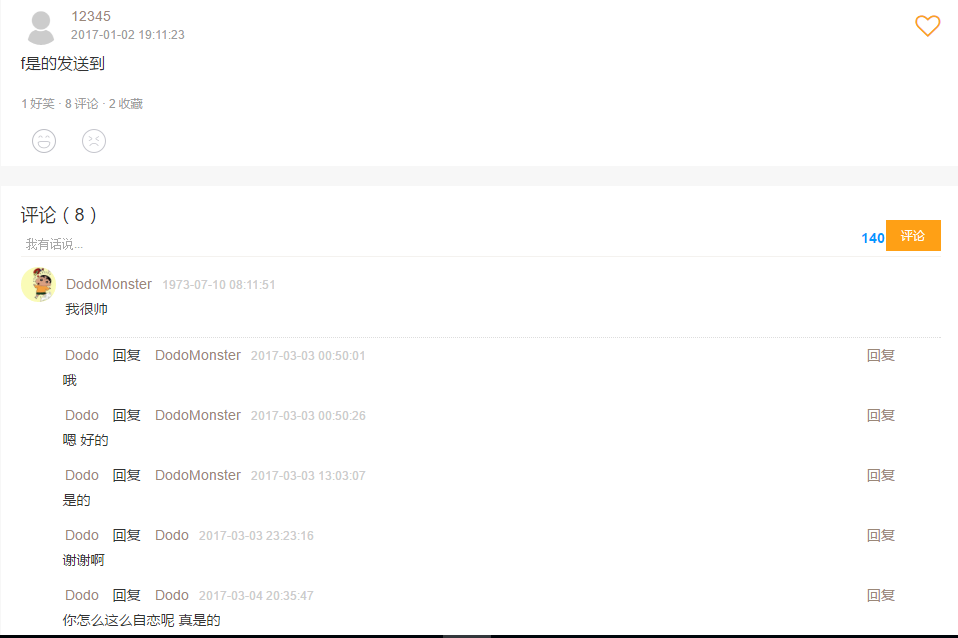 12345
2017-01-02 19:11:23
f是的发送到
1 好笑 · 8 评论 · 2 收藏
评论（8）
我有话说...
140 评论
DodoMonster 1973-07-10 08:11:51
我很帅
Dodo 回复 DodoMonster 2017-03-03 00:50:01 回复
哦
Dodo 回复 DodoMonster 2017-03-03 00:50:26 回复
嗯 好的
Dodo 回复 DodoMonster 2017-03-03 13:03:07 回复
是的
Dodo 回复 Dodo 2017-03-03 23:23:16 回复
谢谢啊
Dodo 回复 Dodo 2017-03-04 20:35:47 回复
你怎么这么自恋呢 真是的